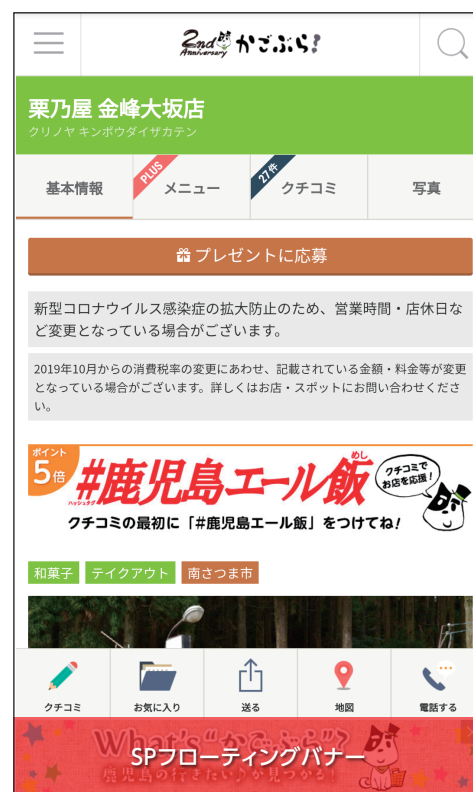 2nd Anniversary かごぶら!
栗乃屋 金峰大坂店
クリノヤ キンポウダイザカテン
基本情報
PLUS
メニュー
27件
クチコミ
写真
プレゼントに応募
新型コロナウイルス感染症の拡大防止のため、営業時間・店休日な
ど変更となっている場合がございます。
2019年10月からの消費税率の変更にあわせ、記載されている金額・料金等が変更
となっている場合がございます。詳しくはお店・スポットにお問い合わせくださ
い。
ポイント
5倍
#鹿児島エール飯
ハッシュタグ
めし
クチコミで
お店を応援!
クチコミの最初に「#鹿児島エール飯」をつけてね!
和菓子 テイクアウト 南さつま市
クチコミ
お気に入り
送る
地図
電話する
What's“かごぶら”?
SPフローティングバナー
鹿児島の行きたい♪が見つかる!